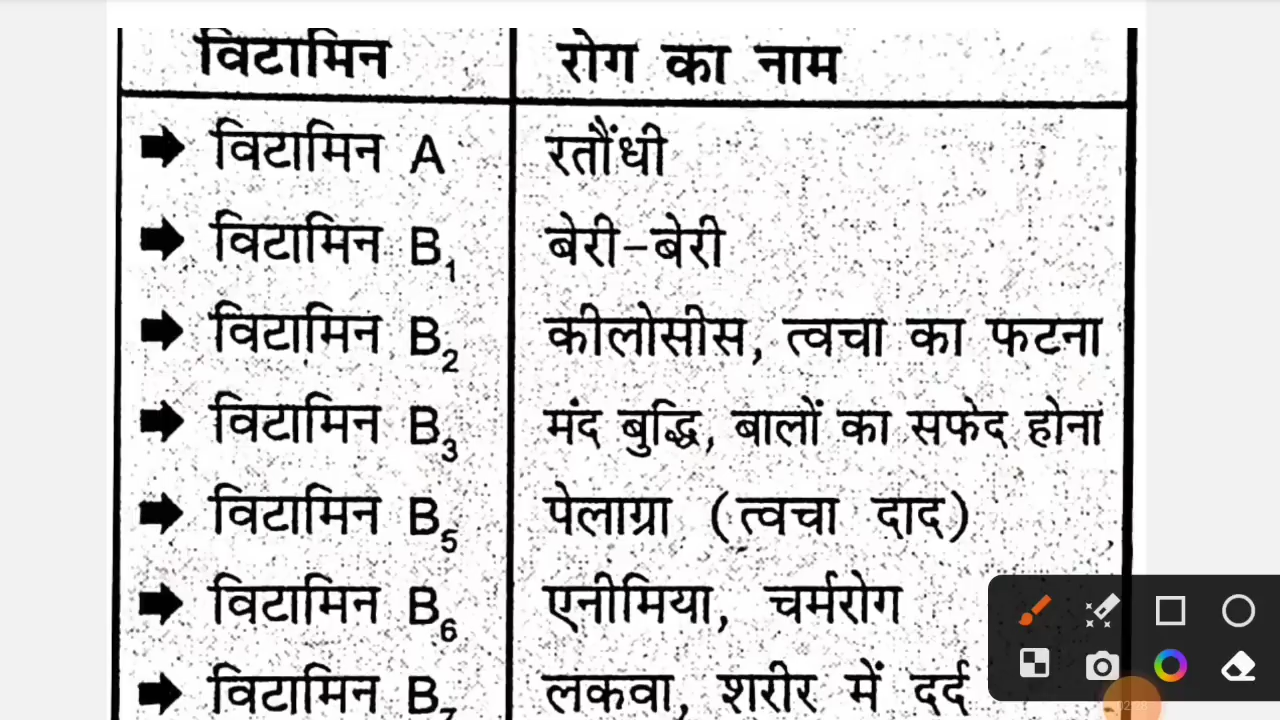 विटामिन रोग का नाम
➡ विटामिन A रतौंधी
➡ विटामिन B₁ बेरी-बेरी
➡ विटामिन B₂ कीलोसीस, त्वचा का फटना
➡ विटामिन B₃ मंद बुद्धि, बालों का सफेद होना
➡ विटामिन B₅ पेलाग्रा (त्वचा दाद)
➡ विटामिन B₆ एनीमिया, चर्मरोग
➡ विटामिन B₇ लकवा, शरीर में दर्द